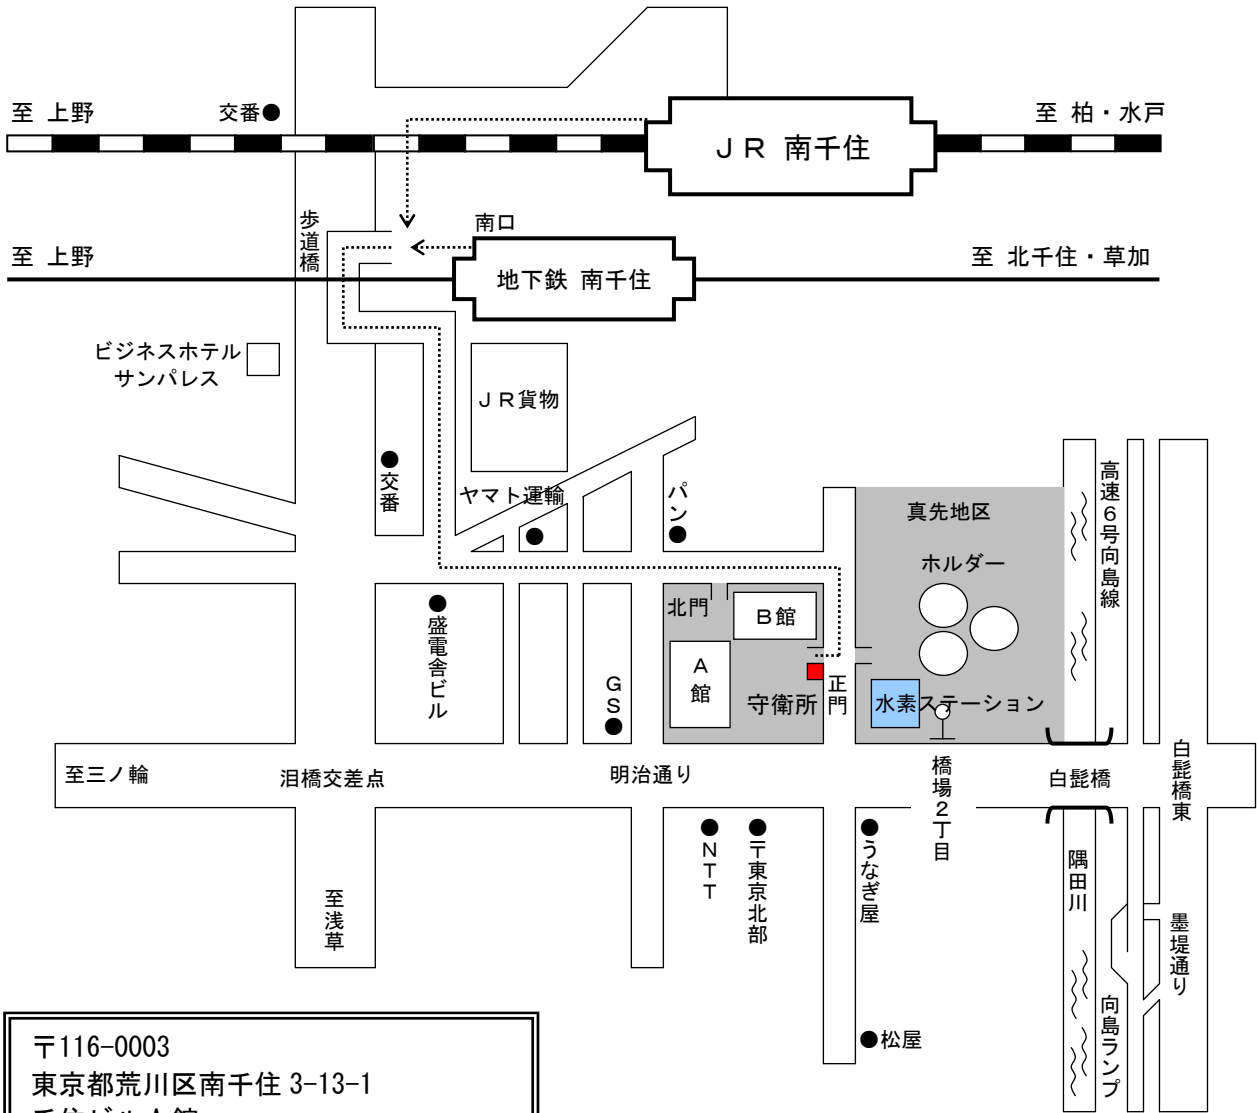 至 上野
交番
ＪＲ 南千住
至 柏・水戸
歩道橋
南口
至 上野
地下鉄 南千住
至 北千住・草加
ビジネスホテル
サンパレス
ＪＲ貨物
交番
ヤマト運輸
パン
真先地区
高速６号向島線
ホルダー
北門
Ｂ館
盛電舎ビル
Ａ館
ＧＳ
守衛所
正門
水素ステーション
至三ノ輪
泪橋交差点
明治通り
橋場２丁目
白髭橋
白髭橋東
ＮＴＴ
〒東京北部
うなぎ屋
隅田川
至浅草
墨堤通り
向島ランプ
松屋
〒116-0003
東京都荒川区南千住 3-13-1